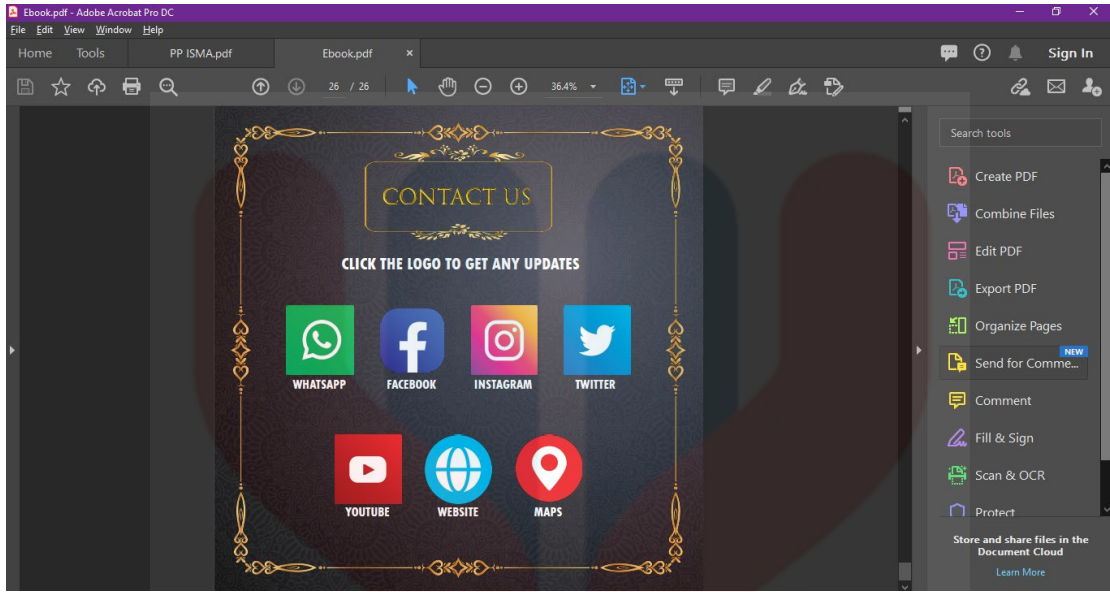 Ebook.pdf - Adobe Acrobat Pro DC
File Edit View Window Help
Home Tools PP ISMA.pdf Ebook.pdf × Sign In
26 / 26 36.4%
CONTACT US
CLICK THE LOGO TO GET ANY UPDATES
WHATSAPP FACEBOOK INSTAGRAM TWITTER
YOUTUBE WEBSITE MAPS
Search tools
Create PDF
Combine Files
Edit PDF
Export PDF
Organize Pages
NEW
Send for Comme...
Comment
Fill & Sign
Scan & OCR
Protect
Store and share files in the
Document Cloud
Learn More